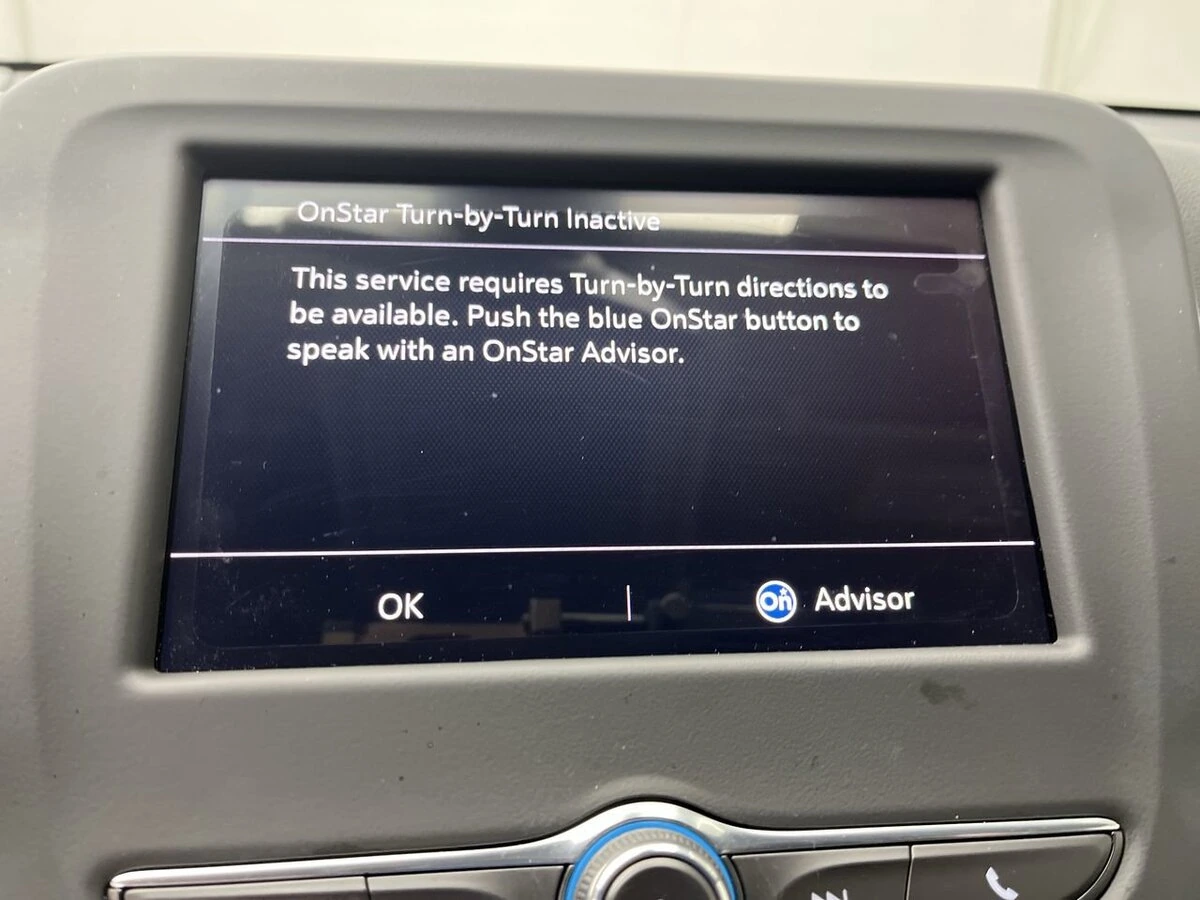 OnStar Turn-by-Turn Inactive
This service requires Turn-by-Turn directions to
be available. Push the blue OnStar button to
speak with an OnStar Advisor.
OK
On Advisor